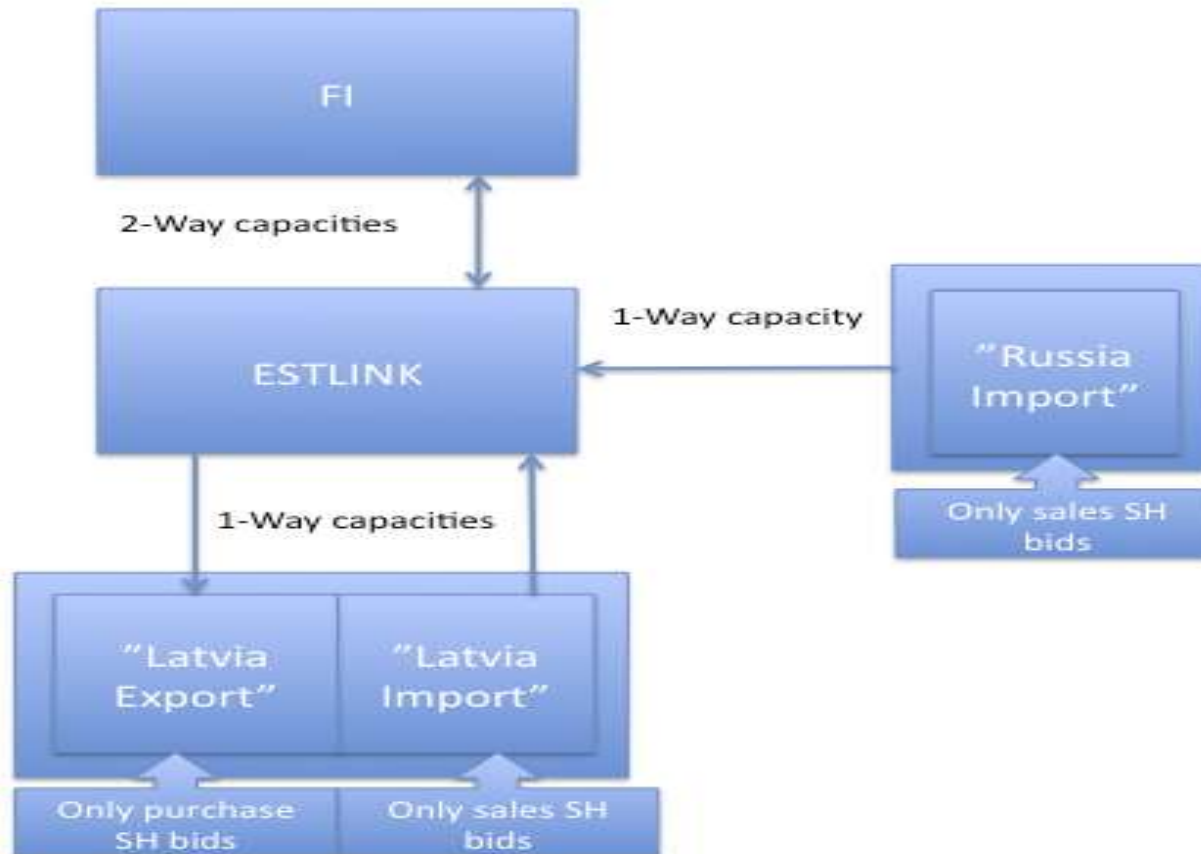 FI
2-Way capacities
1-Way capacity
ESTLINK
"Russia
Import"
Only sales SH
bids
1-Way capacities
"Latvia
Export"
"Latvia
Import"
Only purchase
SH bids
Only sales SH
bids